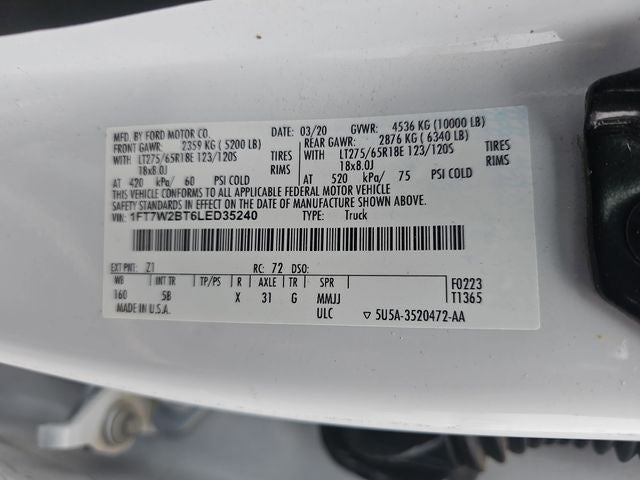 MFD. BY FORD MOTOR CO. DATE: 03/20 GVWR: 4536 KG (10000 LB)
FRONT GAWR: 2359 KG (5200 LB) REAR GAWR: 2876 KG (6340 LB)
WITH LT275/65R18E 123/120S TIRES WITH LT275/65R18E 123/120S TIRES
18x8.0J RIMS 18x8.0J RIMS
AT 420 kPa/ 60 PSI COLD AT 520 kPa/ 75 PSI COLD
THIS VEHICLE CONFORMS TO ALL APPLICABLE FEDERAL MOTOR VEHICLE
SAFETY STANDARDS IN EFFECT ON THE DATE OF MANUFACTURE SHOWN ABOVE.
VIN: 1FT7W2BT6LED35240 TYPE: Truck
EXT PNT: Z1 RC: 72 DSO:
WB INT TR TP/PS R AXLE TR SPR F0223
160 5B X 31 G MMJJ T1365
MADE IN U.S.A. ULC ▽ 5U5A-3520472-AA